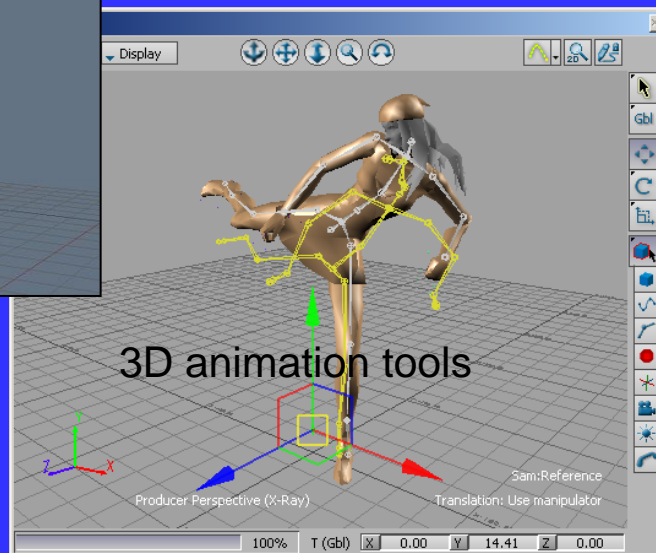 Display
2D
Gbl
3D animation tools
Y
Z X
Sam:Reference
Producer Perspective (X-Ray) Translation: Use manipulator
100% T (Gbl) X 0.00 Y 14.41 Z 0.00